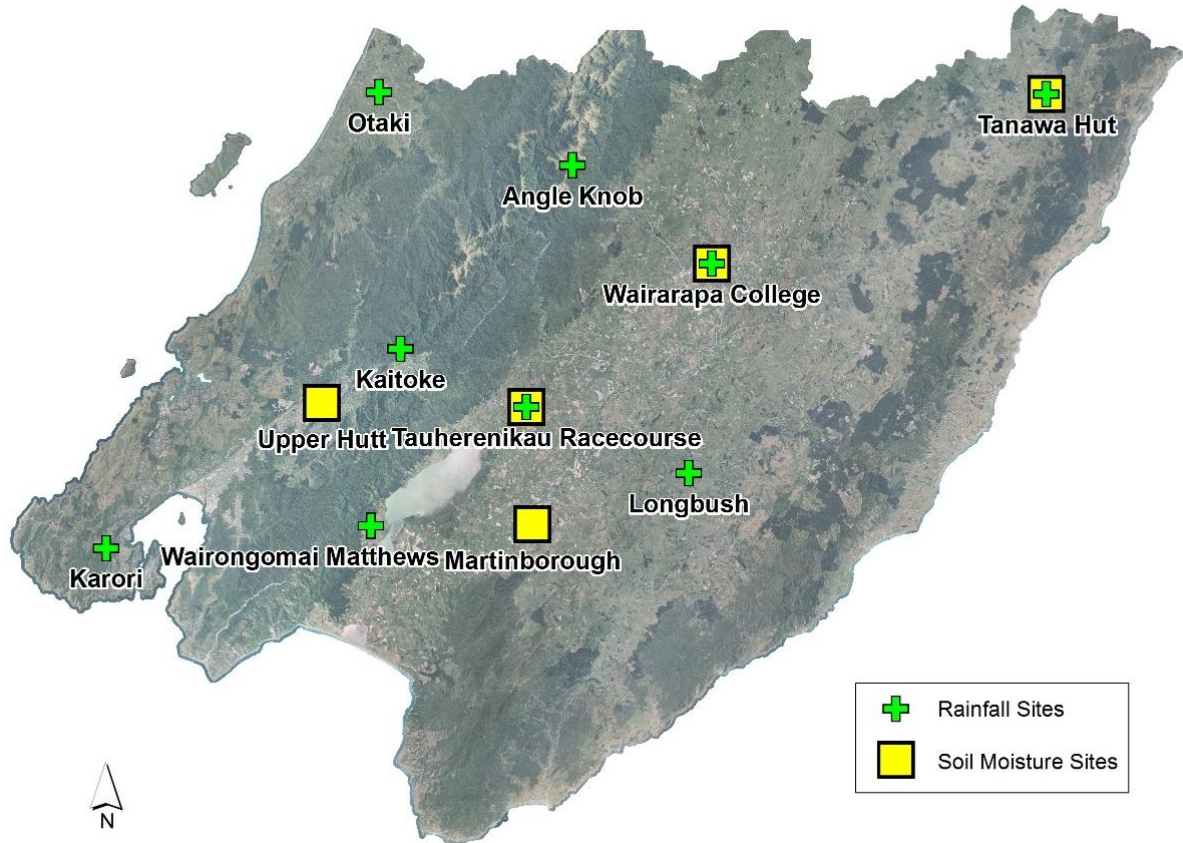 Otaki
Tanawa Hut
Angle Knob
Wairarapa College
Kaitoke
Upper Hutt
Tauherenikau Racecourse
Longbush
Wairongomai Matthews
Martinborough
Karori
Rainfall Sites
Soil Moisture Sites
N